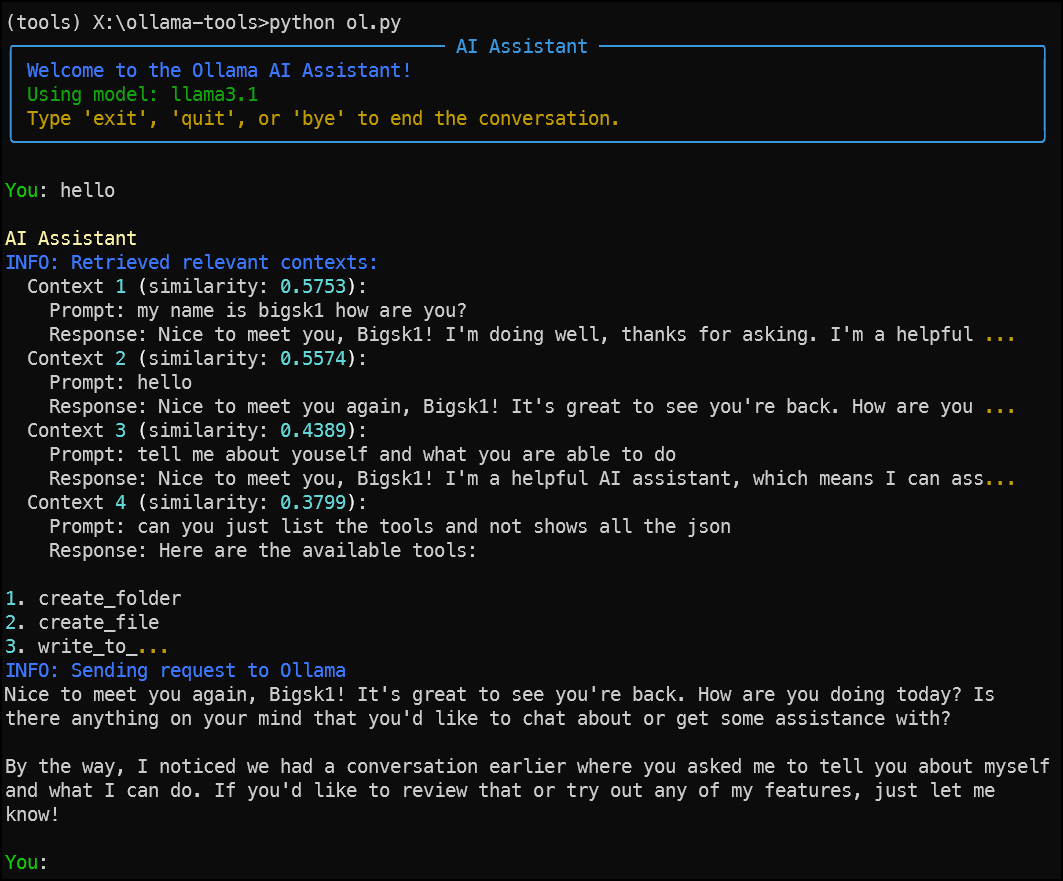 (tools) X:\ollama-tools>python ol.py
AI Assistant
Welcome to the Ollama AI Assistant!
Using model: llama3.1
Type 'exit', 'quit', or 'bye' to end the conversation.
You: hello
AI Assistant
INFO: Retrieved relevant contexts:
Context 1 (similarity: 0.5753):
Prompt: my name is bigsk1 how are you?
Response: Nice to meet you, Bigsk1! I'm doing well, thanks for asking. I'm a helpful ...
Context 2 (similarity: 0.5574):
Prompt: hello
Response: Nice to meet you again, Bigsk1! It's great to see you're back. How are you ...
Context 3 (similarity: 0.4389):
Prompt: tell me about youself and what you are able to do
Response: Nice to meet you, Bigsk1! I'm a helpful AI assistant, which means I can ass...
Context 4 (similarity: 0.3799):
Prompt: can you just list the tools and not shows all the json
Response: Here are the available tools:
1. create_folder
2. create_file
3. write_to_...
INFO: Sending request to Ollama
Nice to meet you again, Bigsk1! It's great to see you're back. How are you doing today? Is
there anything on your mind that you'd like to chat about or get some assistance with?
By the way, I noticed we had a conversation earlier where you asked me to tell you about myself
and what I can do. If you'd like to review that or try out any of my features, just let me
know!
You: